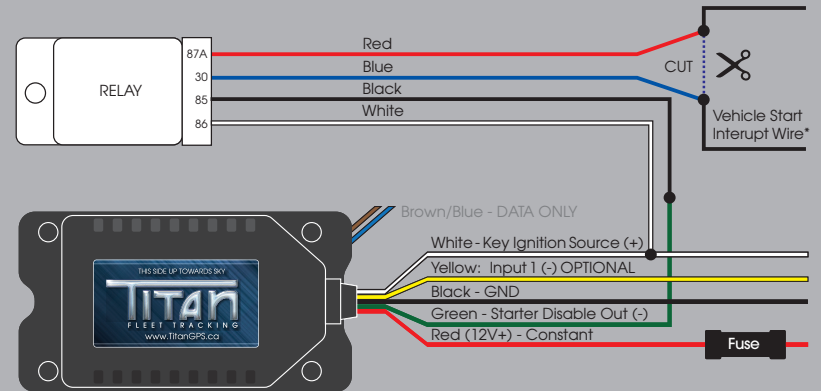 87A
30
85
86
RELAY
Red
Blue
Black
White
CUT
Vehicle Start
Interupt Wire*
Brown/Blue - DATA ONLY
White - Key Ignition Source (+)
Yellow: Input 1 (-) OPTIONAL
Black - GND
Green - Starter Disable Out (-)
Red (12V+) - Constant
Fuse
THIS SIDE UP TOWARDS SKY
TITAN
FLEET TRACKING
www.TitanGPS.ca